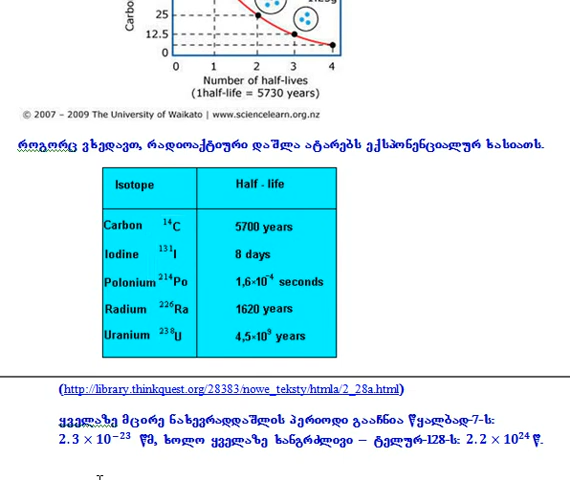 25
12.5
0
0 1 2 3 4
Number of half-lives
(1half-life = 5730 years)
© 2007 – 2009 The University of Waikato | www.sciencelearn.org.nz
როგორც ვხედავთ, რადიოაქტიური დაშლა ატარებს ექსპონენციალურ ხასიათს.
Isotope Half - life
Carbon ¹⁴C 5700 years
Iodine ¹³¹I 8 days
Polonium ²¹⁴Po 1,6×10⁻⁴ seconds
Radium ²²⁶Ra 1620 years
Uranium ²³⁸U 4,5×10⁹ years
(http://library.thinkquest.org/28383/nowe_teksty/htmla/2_28a.html)
ყველაზე მცირე ნახევრადდაშლის პერიოდი გააჩნია წყალბად-7-ს:
2.3 × 10⁻²³ წმ, ხოლო ყველაზე ხანგრძლივი – ტელურ-128-ს: 2.2 × 10²⁴ წ.